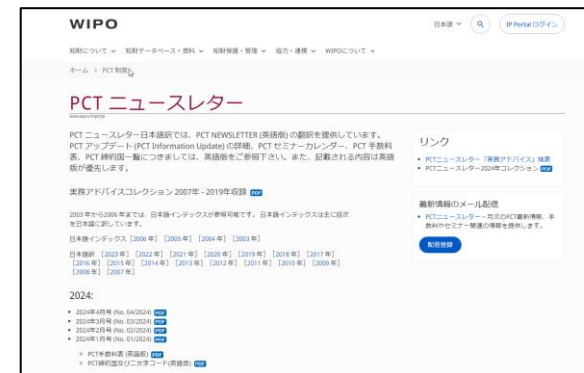 WIPO
日本語
IP Portal ログイン
知財について 知財データベース・資料 知財保護・管理 協力・連携 WIPOについて
ホーム > PCT 制度
PCT ニュースレター
PCT ニュースレター日本語訳では、PCT NEWSLETTER (英語版) の翻訳を提供しています。
PCT アップデート (PCT Information Update) の詳細、PCT セミナーカレンダー、PCT 手数料
表、PCT 締約国一覧につきましては、英語版をご参照下さい。また、記載される内容は英語
版が優先します。
実務アドバイスコレクション 2007年 - 2019年収録 PDF
2003 年から2006 年までは、日本語インデックスが参照可能です。日本語インデックスは主に目次
を日本語に訳しています。
日本語インデックス [2006 年] [2005 年] [2004 年] [2003 年]
日本語訳 [2023 年] [2022 年] [2021 年] [2020 年] [2019 年] [2018 年] [2017 年]
[2016 年] [2015 年] [2014 年] [2013 年] [2012 年] [2011 年] [2010 年] [2009 年]
[2008 年] [2007 年]
2024:
2024年4月号 (No. 04/2024) PDF
2024年3月号 (No. 03/2024) PDF
2024年2月号 (No. 02/2024) PDF
2024年1月号 (No. 01/2024) PDF
PCT手数料表 (英語版) PDF
PCT締約国及び二文字コード(英語版) PDF
リンク
PCTニュースレター「実務アドバイス」検索
PCTニュースレター2024年コレクション PDF
最新情報のメール配信
PCTニュースレター – 月次のPCT最新情報、手
数料やセミナー関連の情報を提供します。
配信登録